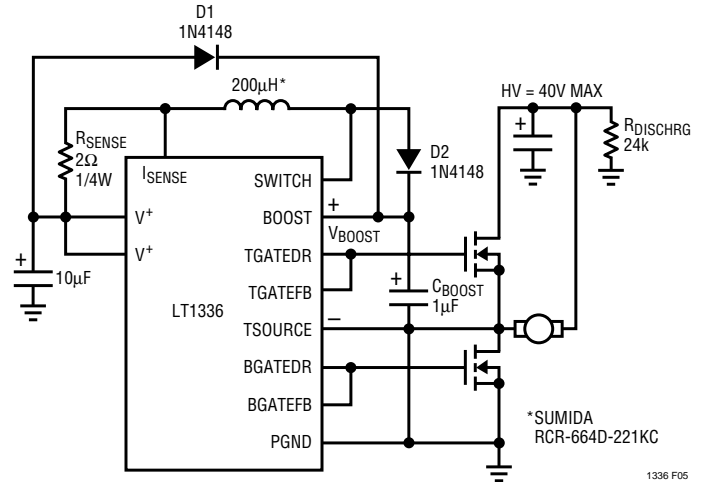 D1
1N4148
200µH*
HV = 40V MAX
RSENSE
2Ω
1/4W
ISENSE
+
RDISCHRG
24k
D2
1N4148
SWITCH
+
V+
BOOST
VBOOST
V+
TGATEDR
+
10µF
+
CBOOST
1µF
TGATEFB
LT1336
TSOURCE
–
BGATEDR
BGATEFB
*SUMIDA
RCR-664D-221KC
PGND
1336 F05